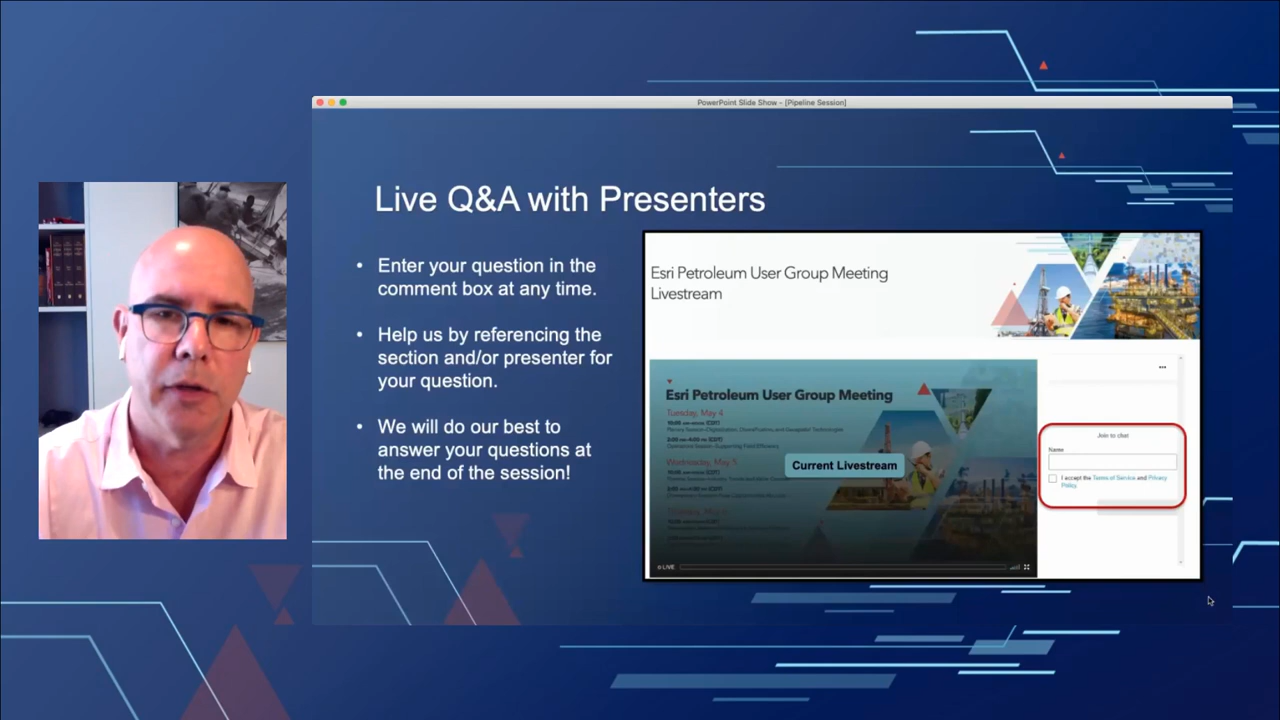 PowerPoint Slide Show - [Pipeline Session]
Live Q&A with Presenters
• Enter your question in the
comment box at any time.
• Help us by referencing the
section and/or presenter for
your question.
• We will do our best to
answer your questions at
the end of the session!
Esri Petroleum User Group Meeting
Livestream
Esri Petroleum User Group Meeting
Tuesday, May 4
Wednesday, May 5
Current Livestream
LIVE
Join to chat
Name
I accept the Terms of Service and Privacy
Policy